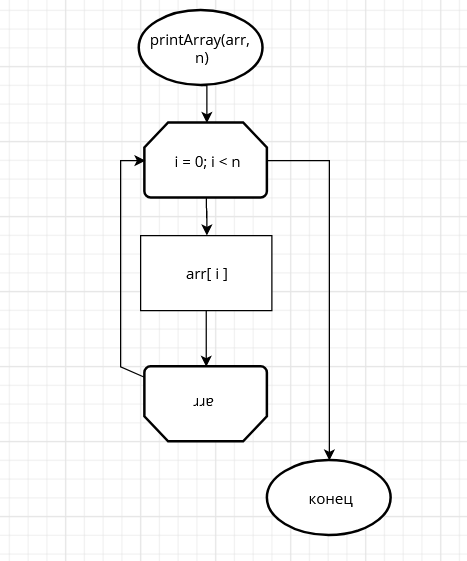 printArray(arr,
n)
i = 0; i < n
arr[ i ]
arr
конец